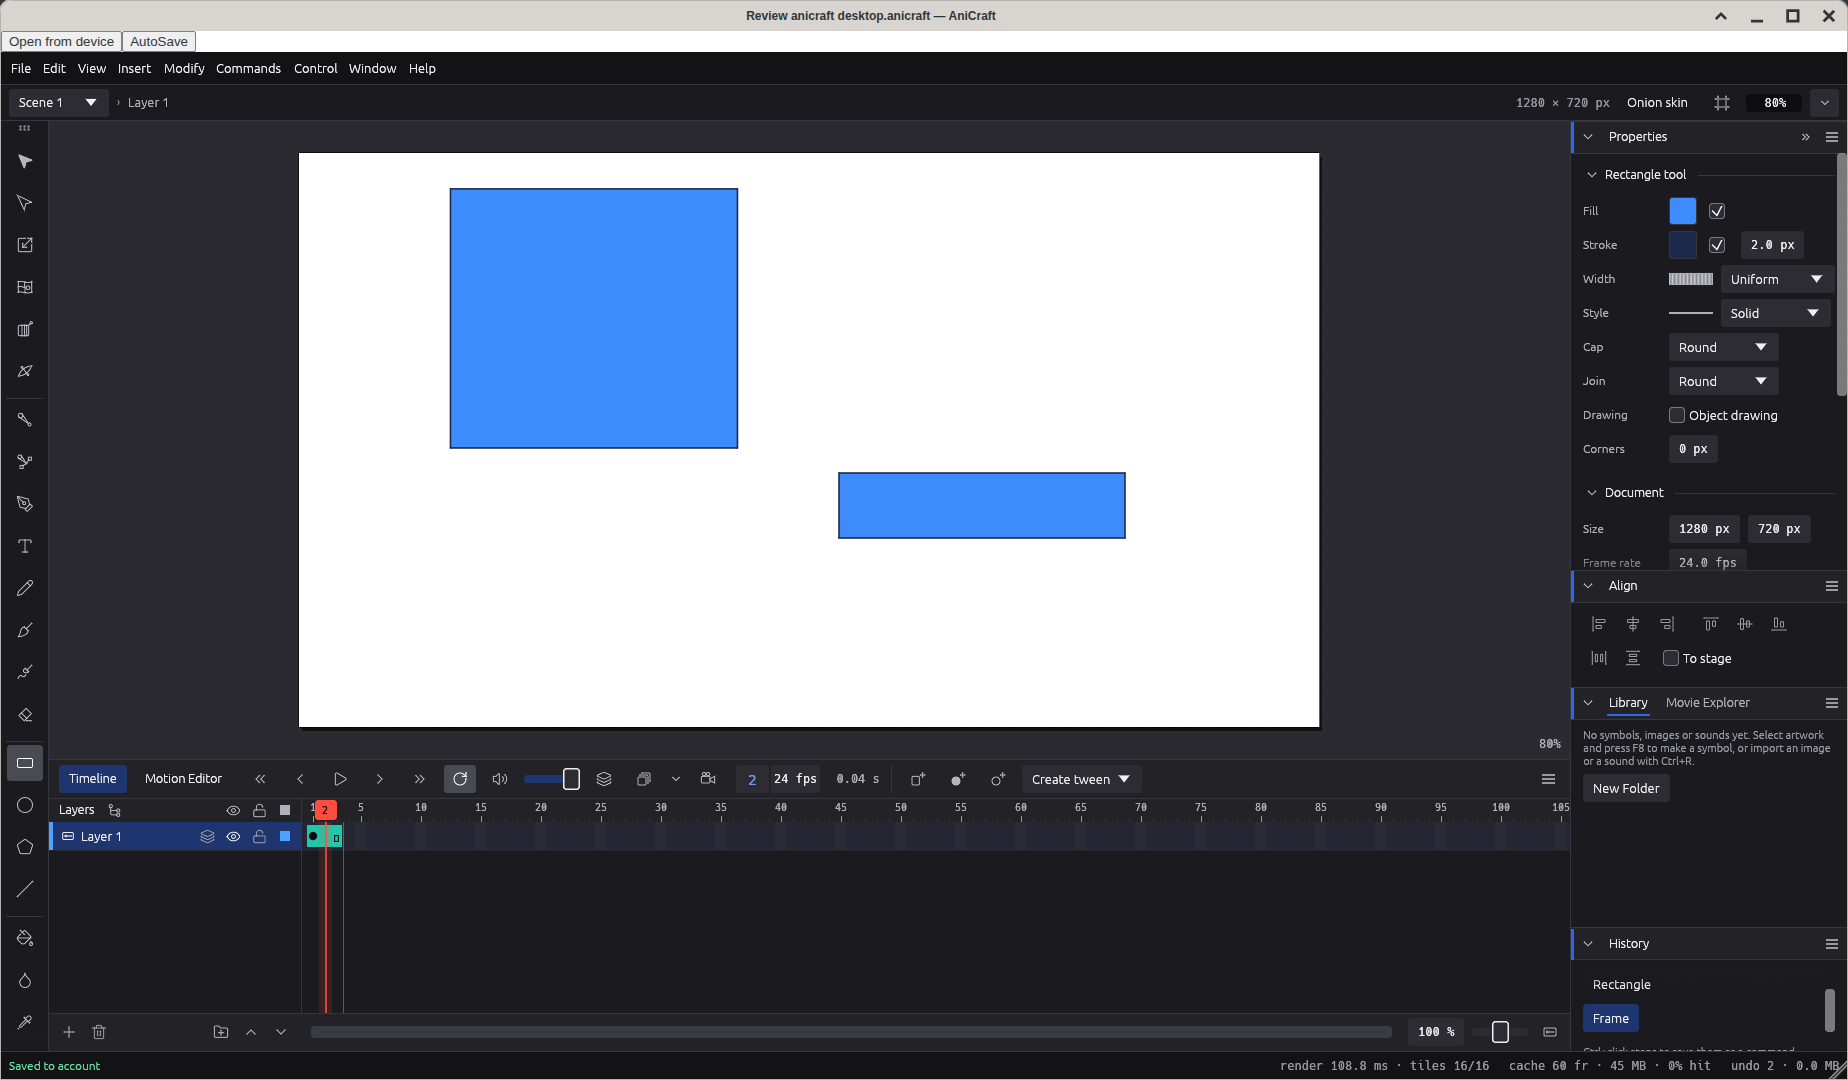 Review anicraft desktop.anicraft — AniCraft
Open from device AutoSave
File Edit View Insert Modify Commands Control Window Help
Scene 1 › Layer 1 1280 × 720 px Onion skin 80%
Properties
Rectangle tool
Fill
Stroke 2.0 px
Width Uniform
Style Solid
Cap Round
Join Round
Drawing Object drawing
Corners 0 px
Document
Size 1280 px 720 px
Frame rate 24.0 fps
Align
To stage
Library Movie Explorer
No symbols, images or sounds yet. Select artwork
and press F8 to make a symbol, or import an image
or a sound with Ctrl+R.
New Folder
History
Rectangle
Frame
80%
Timeline Motion Editor 2 24 fps 0.04 s Create tween
Layers 1 2 5 10 15 20 25 30 35 40 45 50 55 60 65 70 75 80 85 90 95 100 105
Layer 1
100 %
Saved to account render 108.8 ms · tiles 16/16 cache 60 fr · 45 MB · 0% hit undo 2 · 0.0 MB